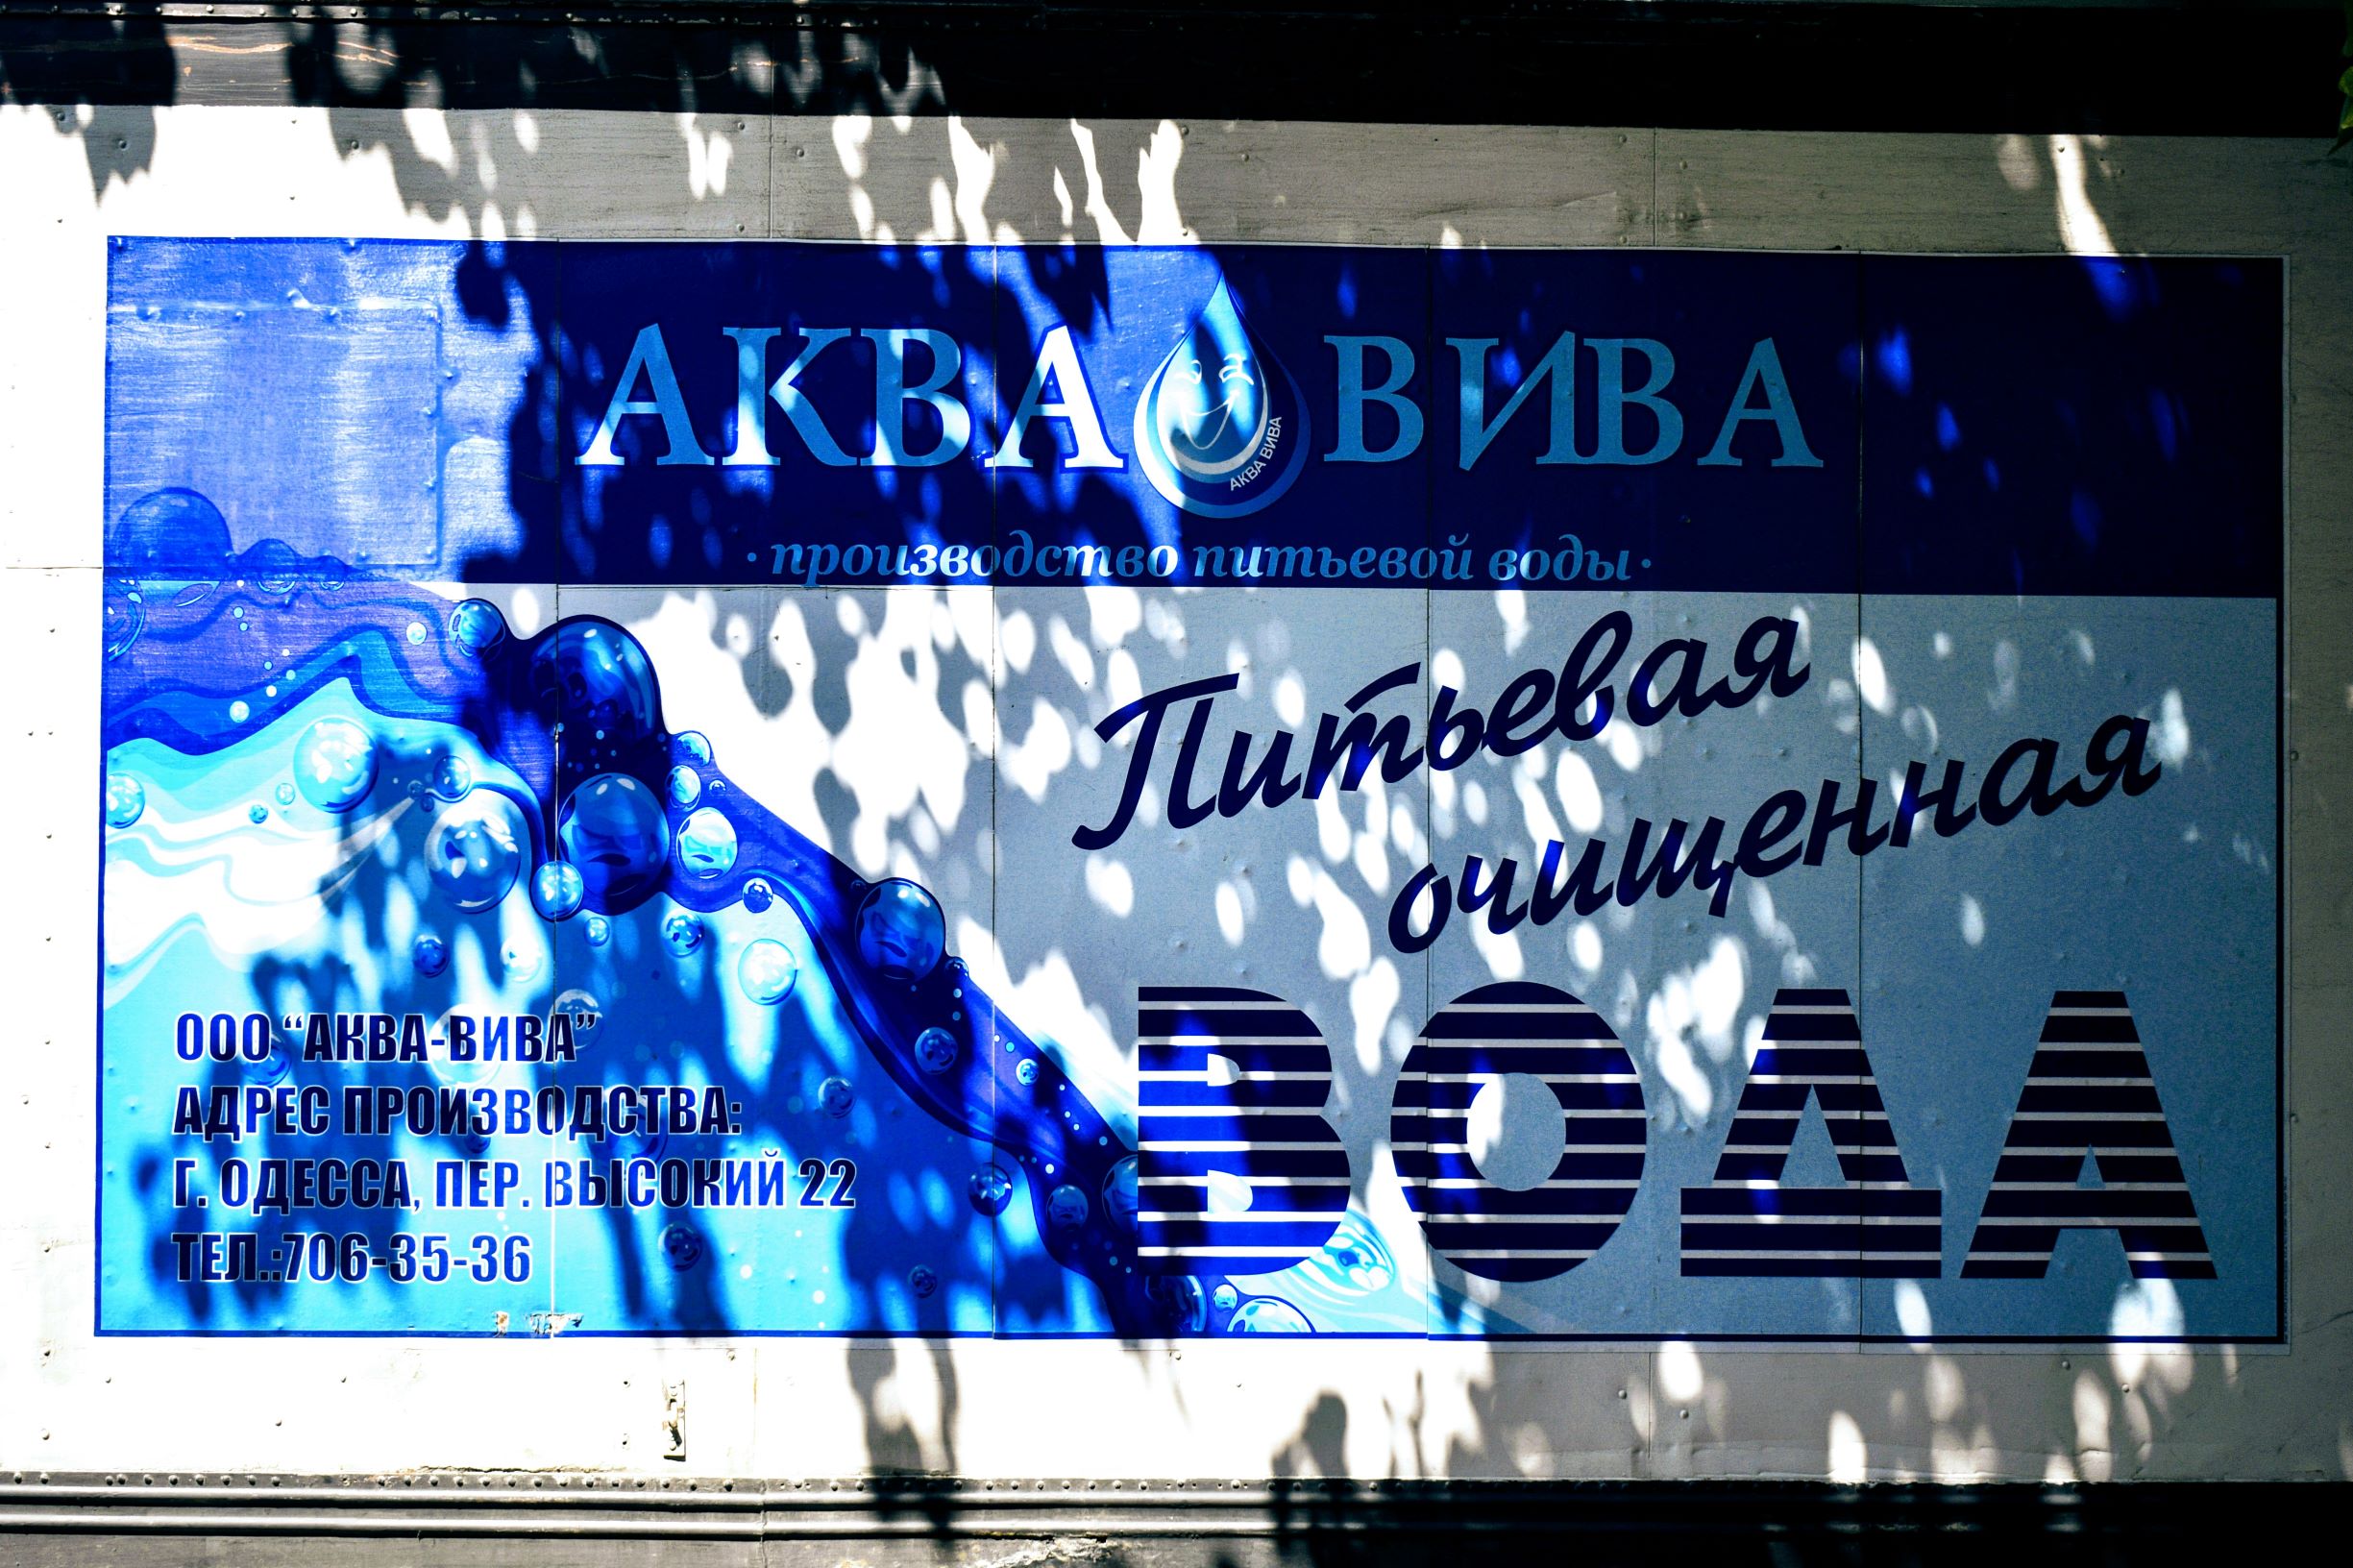 АКВА ВИВА
АКВА ВИВА
· производство питьевой воды ·
Питьевая
очищенная
ВОДА
ООО “АКВА-ВИВА”
АДРЕС ПРОИЗВОДСТВА:
Г. ОДЕССА, ПЕР. ВЫСОКИЙ 22
ТЕЛ.:706-35-36